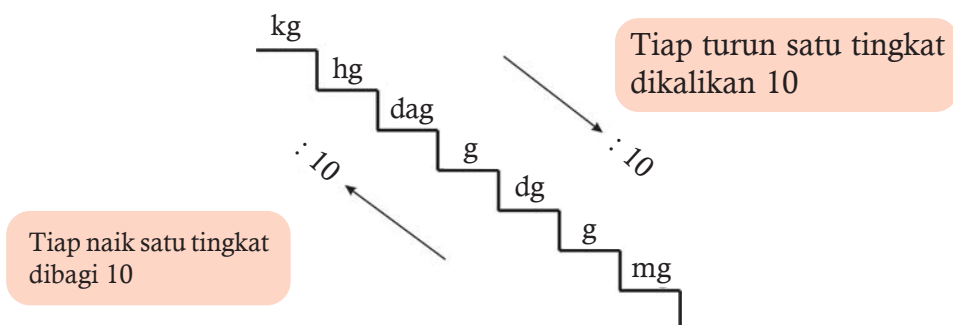 kg
hg
dag
g
dg
g
mg
Tiap turun satu tingkat
dikalikan 10
: 10
: 10
Tiap naik satu tingkat
dibagi 10